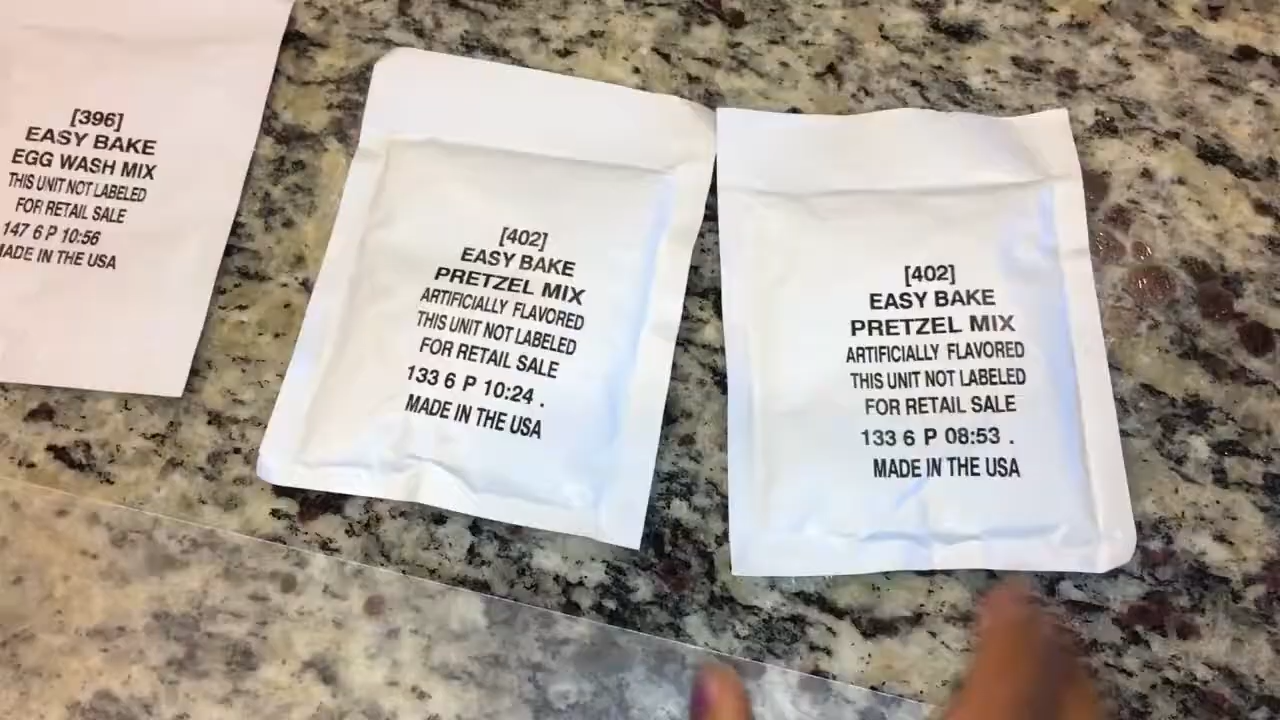 [396]
EASY BAKE
EGG WASH MIX
THIS UNIT NOT LABELED
FOR RETAIL SALE
147 6 P 10:56
MADE IN THE USA
[402]
EASY BAKE
PRETZEL MIX
ARTIFICIALLY FLAVORED
THIS UNIT NOT LABELED
FOR RETAIL SALE
133 6 P 10:24 .
MADE IN THE USA
[402]
EASY BAKE
PRETZEL MIX
ARTIFICIALLY FLAVORED
THIS UNIT NOT LABELED
FOR RETAIL SALE
133 6 P 08:53 .
MADE IN THE USA